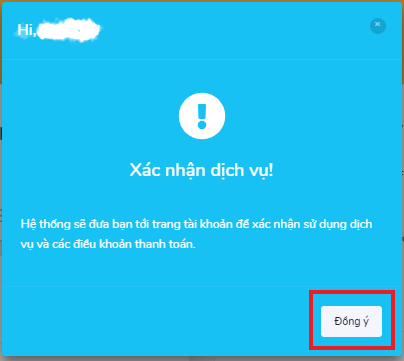 Hi,
Xác nhận dịch vụ!
Hệ thống sẽ đưa bạn tới trang tài khoản để xác nhận sử dụng dịch
vụ và các điều khoản thanh toán.
Đồng ý